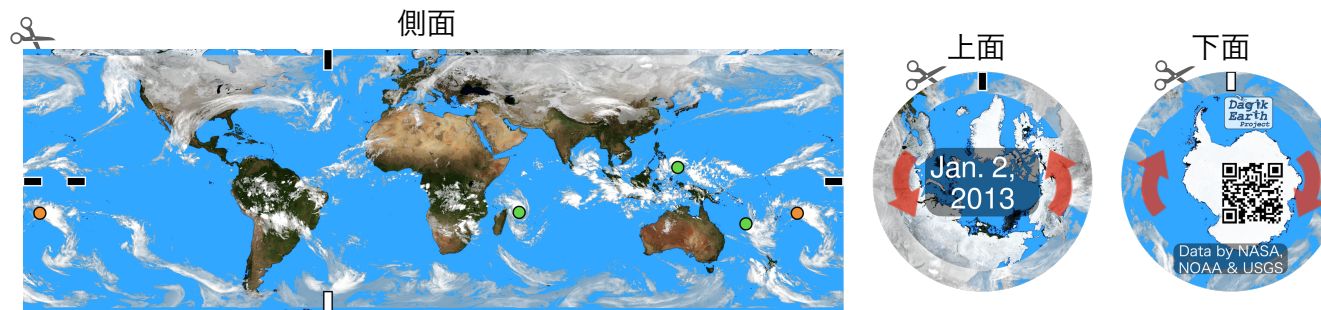 側面
上面
下面
Jan. 2,
2013
Dagik
Earth
Project
Data by NASA,
NOAA & USGS